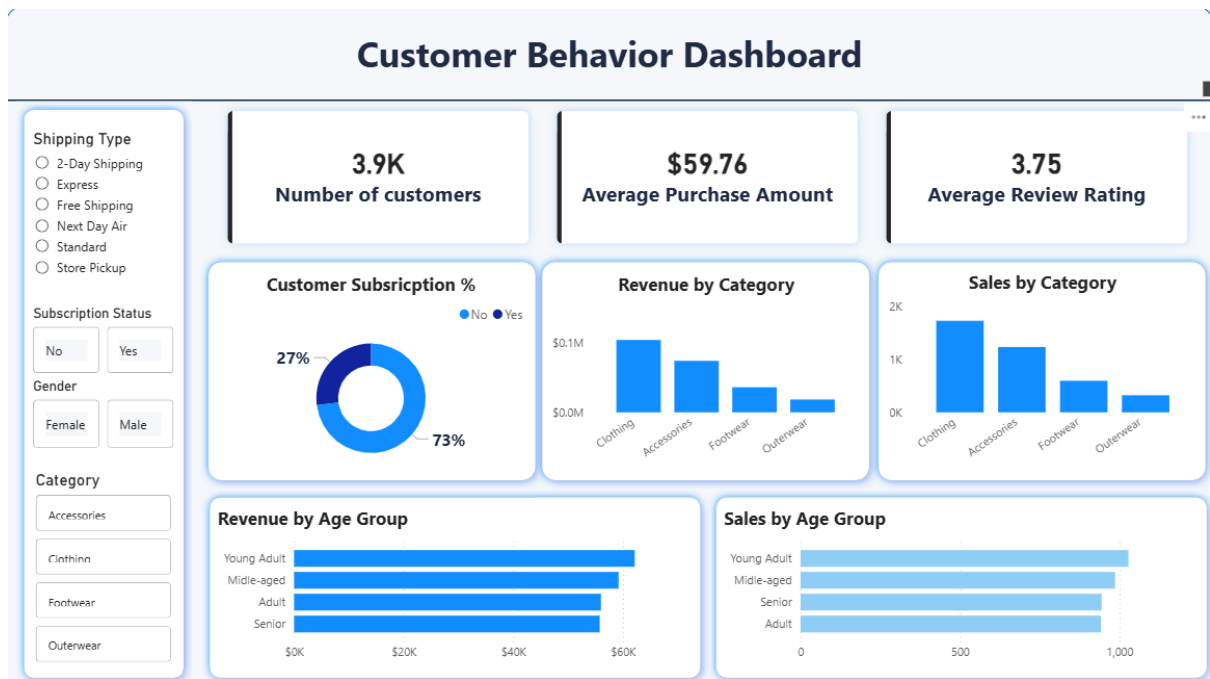 Customer Behavior Dashboard
Shipping Type
2-Day Shipping
Express
Free Shipping
Next Day Air
Standard
Store Pickup
Subscription Status
No
Yes
Gender
Female
Male
Category
Accessories
Clothing
Footwear
Outerwear
3.9K
Number of customers
$59.76
Average Purchase Amount
3.75
Average Review Rating
Customer Subsricption %
No Yes
27%
73%
Revenue by Category
$0.1M
$0.0M
Clothing
Accessories
Footwear
Outerwear
Sales by Category
2K
1K
0K
Clothing
Accessories
Footwear
Outerwear
Revenue by Age Group
Young Adult
Midle-aged
Adult
Senior
$0K $20K $40K $60K
Sales by Age Group
Young Adult
Midle-aged
Senior
Adult
0 500 1,000